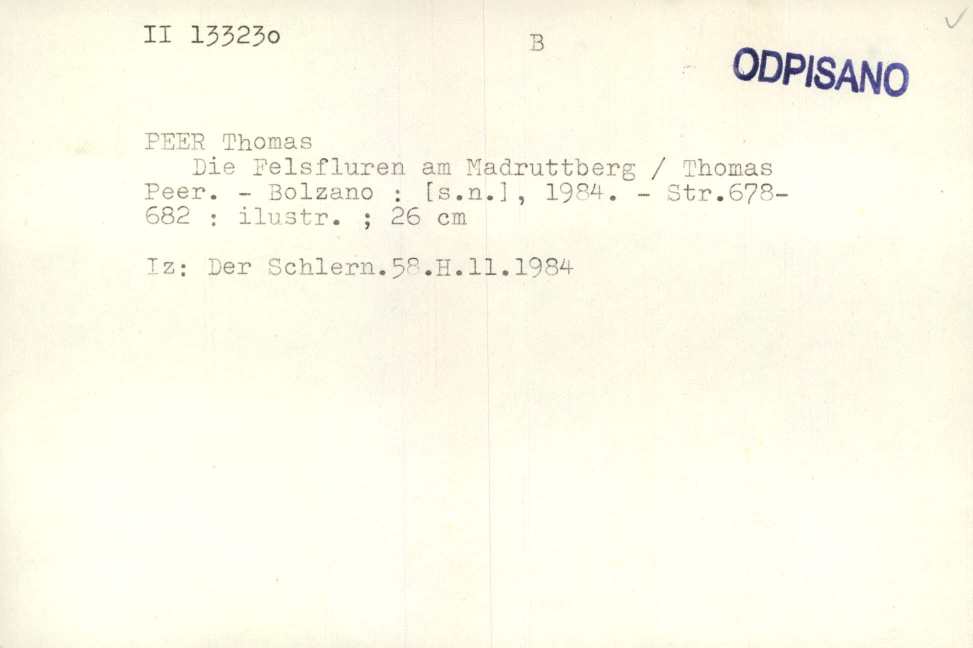 II 133230
B
ODPISANO
PEER Thomas
Die Felsfluren am Madruttberg / Thomas
Peer. - Bolzano : [s.n.], 1984. - Str.678-
682 : ilustr. ; 26 cm
Iz: Der Schlern.58.H.11.1984